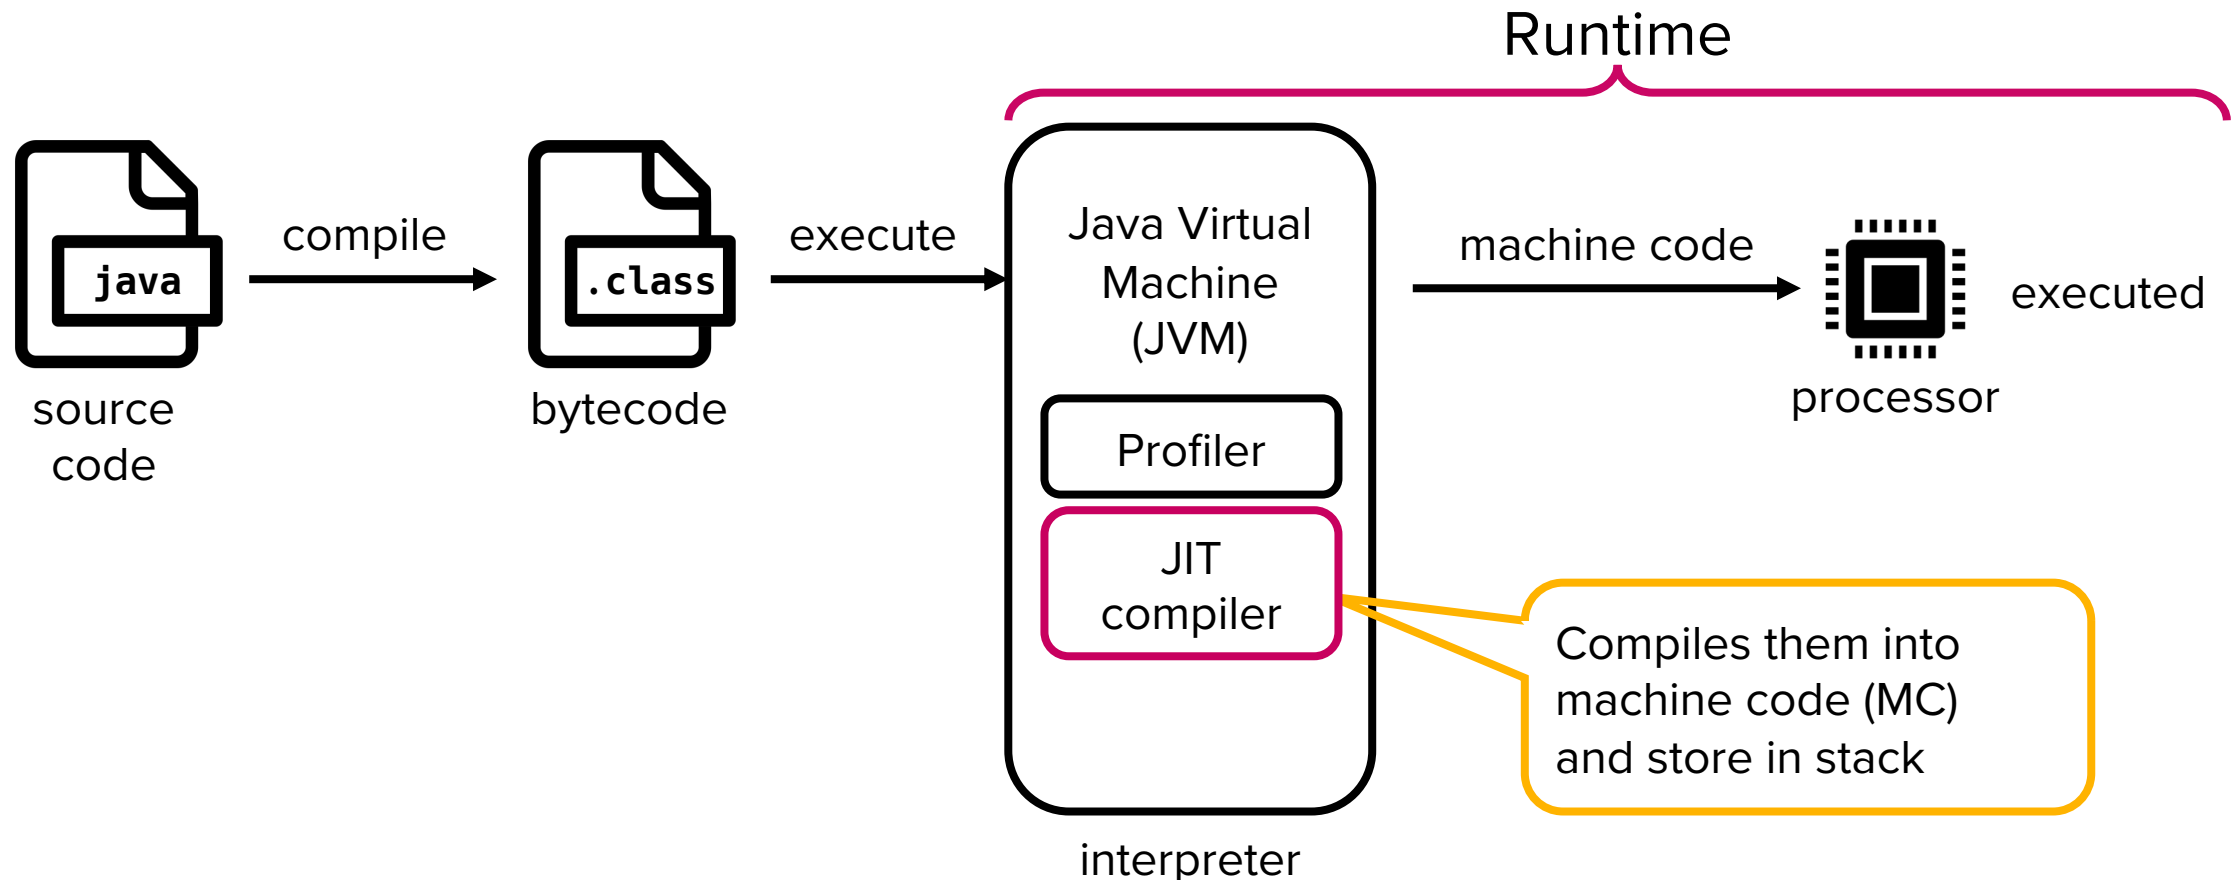 Runtime
java
source
code
compile
.class
bytecode
execute
Java Virtual
Machine
(JVM)
Profiler
JIT
compiler
interpreter
machine code
processor
executed
Compiles them into
machine code (MC)
and store in stack